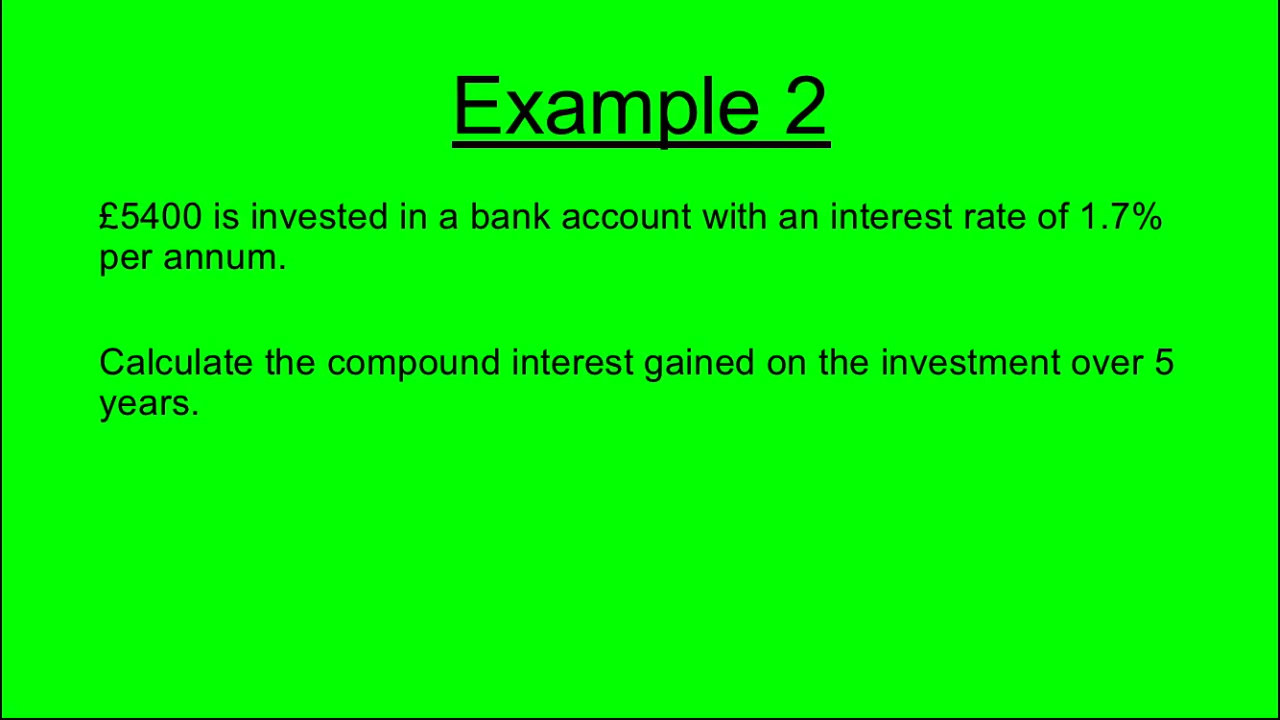 Example 2
£5400 is invested in a bank account with an interest rate of 1.7%
per annum.
Calculate the compound interest gained on the investment over 5
years.